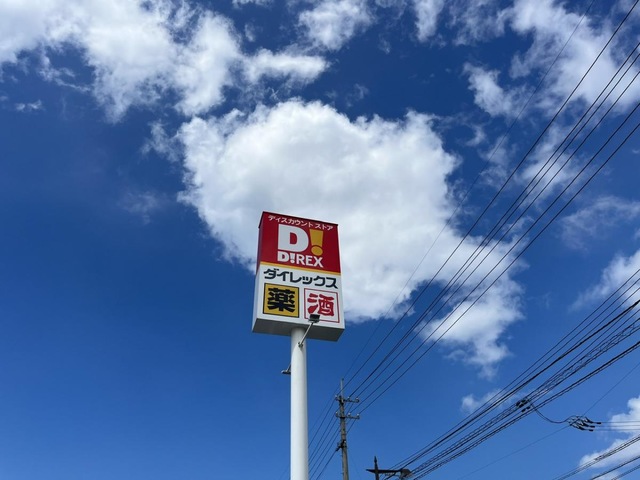 ディスカウント ストア
D!
D!REX
ダイレックス
薬 酒